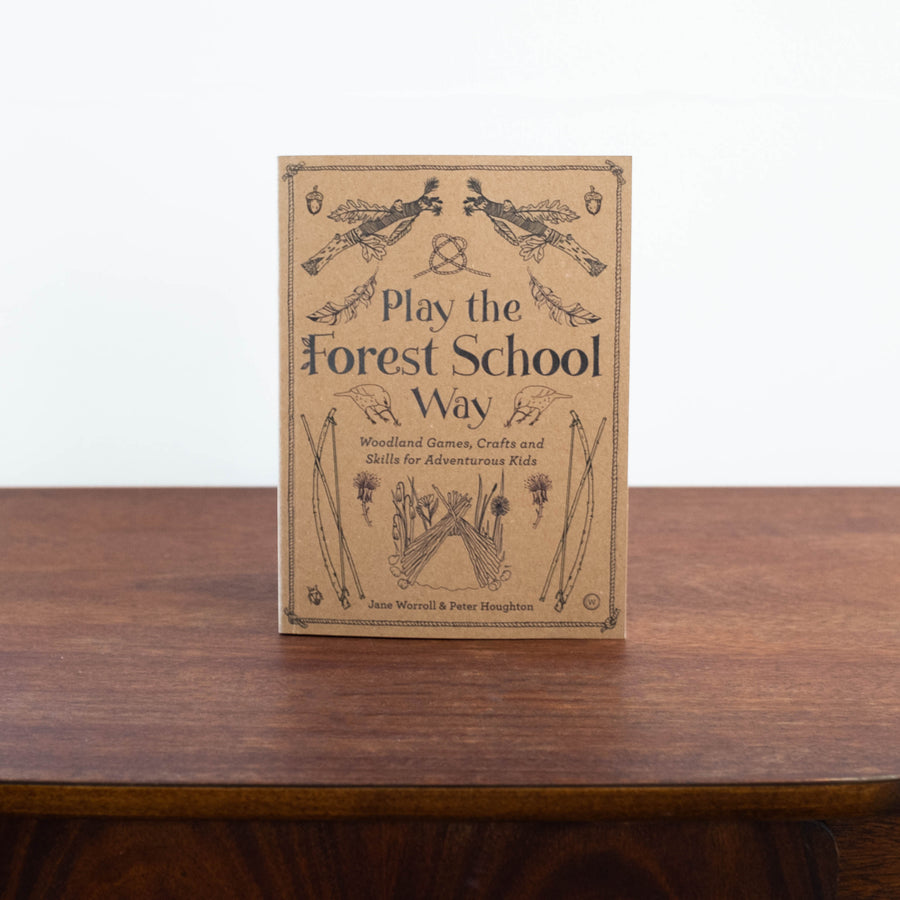 Play the
Forest School
Way
Woodland Games, Crafts and
Skills for Adventurous Kids
Jane Worroll & Peter Houghton
W